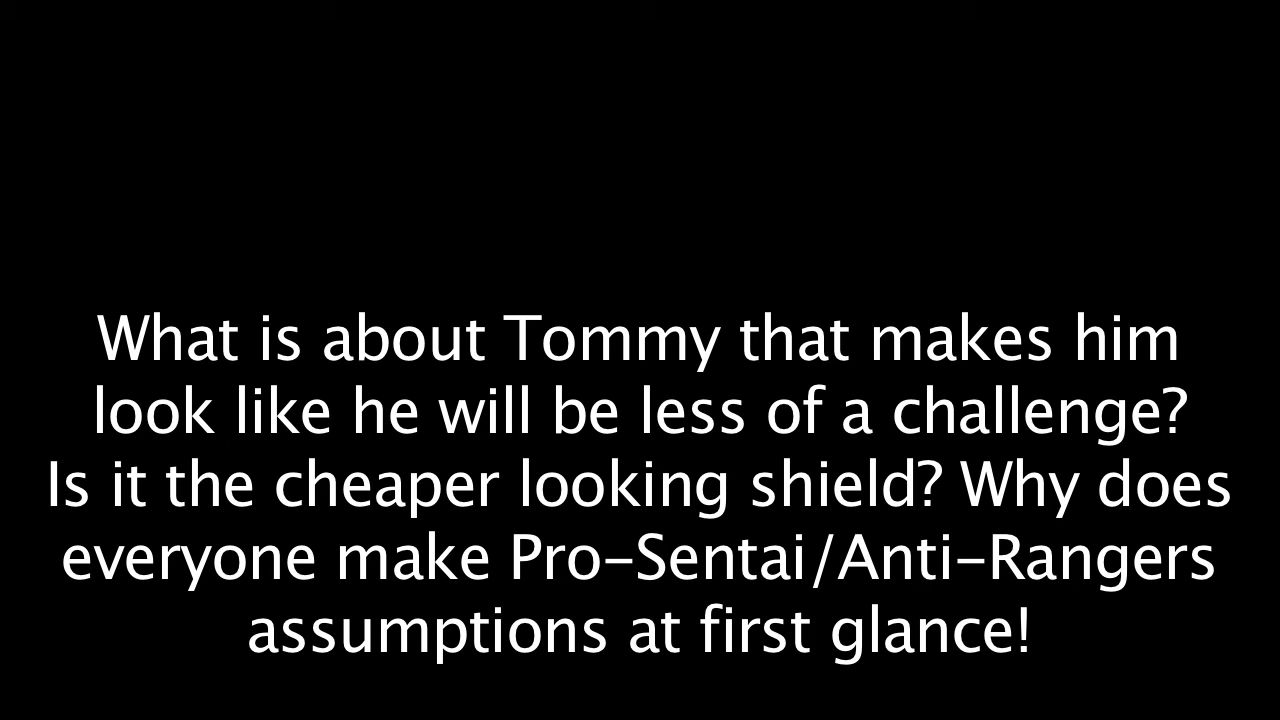 What is about Tommy that makes him
look like he will be less of a challenge?
Is it the cheaper looking shield? Why does
everyone make Pro-Sentai/Anti-Rangers
assumptions at first glance!